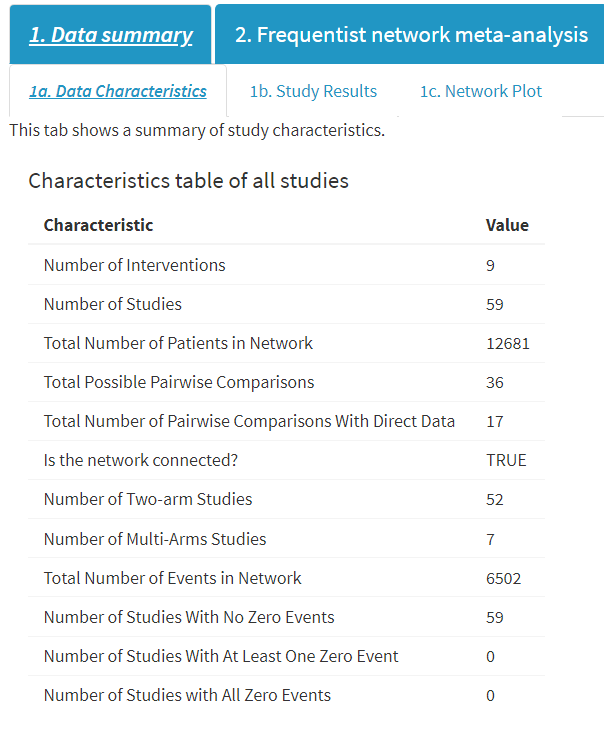 1. Data summary 2. Frequentist network meta-analysis
1a. Data Characteristics 1b. Study Results 1c. Network Plot
This tab shows a summary of study characteristics.
Characteristics table of all studies
Characteristic Value
Number of Interventions 9
Number of Studies 59
Total Number of Patients in Network 12681
Total Possible Pairwise Comparisons 36
Total Number of Pairwise Comparisons With Direct Data 17
Is the network connected? TRUE
Number of Two-arm Studies 52
Number of Multi-Arms Studies 7
Total Number of Events in Network 6502
Number of Studies With No Zero Events 59
Number of Studies With At Least One Zero Event 0
Number of Studies with All Zero Events 0